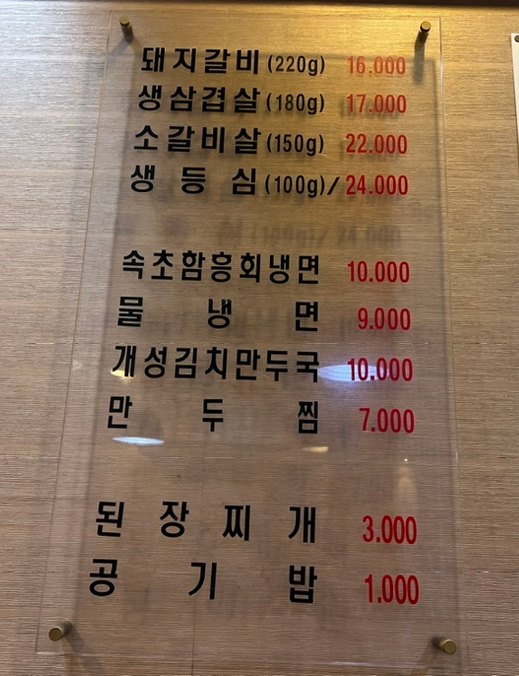 돼지갈비(220g) 16.000
생삼겹살(180g) 17.000
소갈비살(150g) 22.000
생등심(100g)/24.000
속초함흥회냉면 10.000
물냉면 9.000
개성김치만두국 10.000
만두찜 7.000
된장찌개 3.000
공기밥 1.000